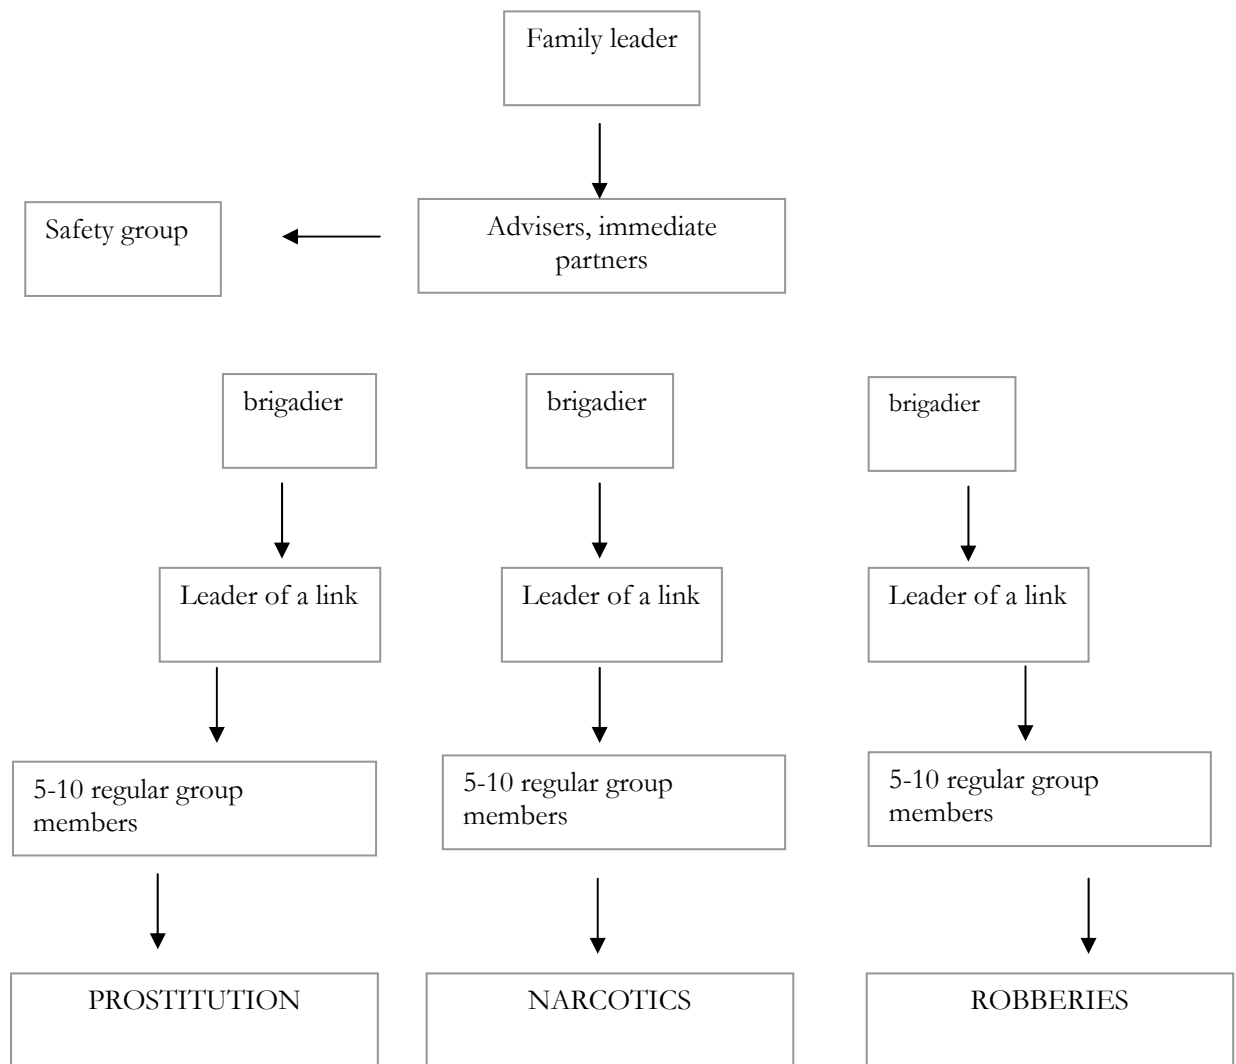 Family leader
Safety group
Advisers, immediate
partners
brigadier
brigadier
brigadier
Leader of a link
Leader of a link
Leader of a link
5-10 regular group
members
5-10 regular group
members
5-10 regular group
members
PROSTITUTION
NARCOTICS
ROBBERIES